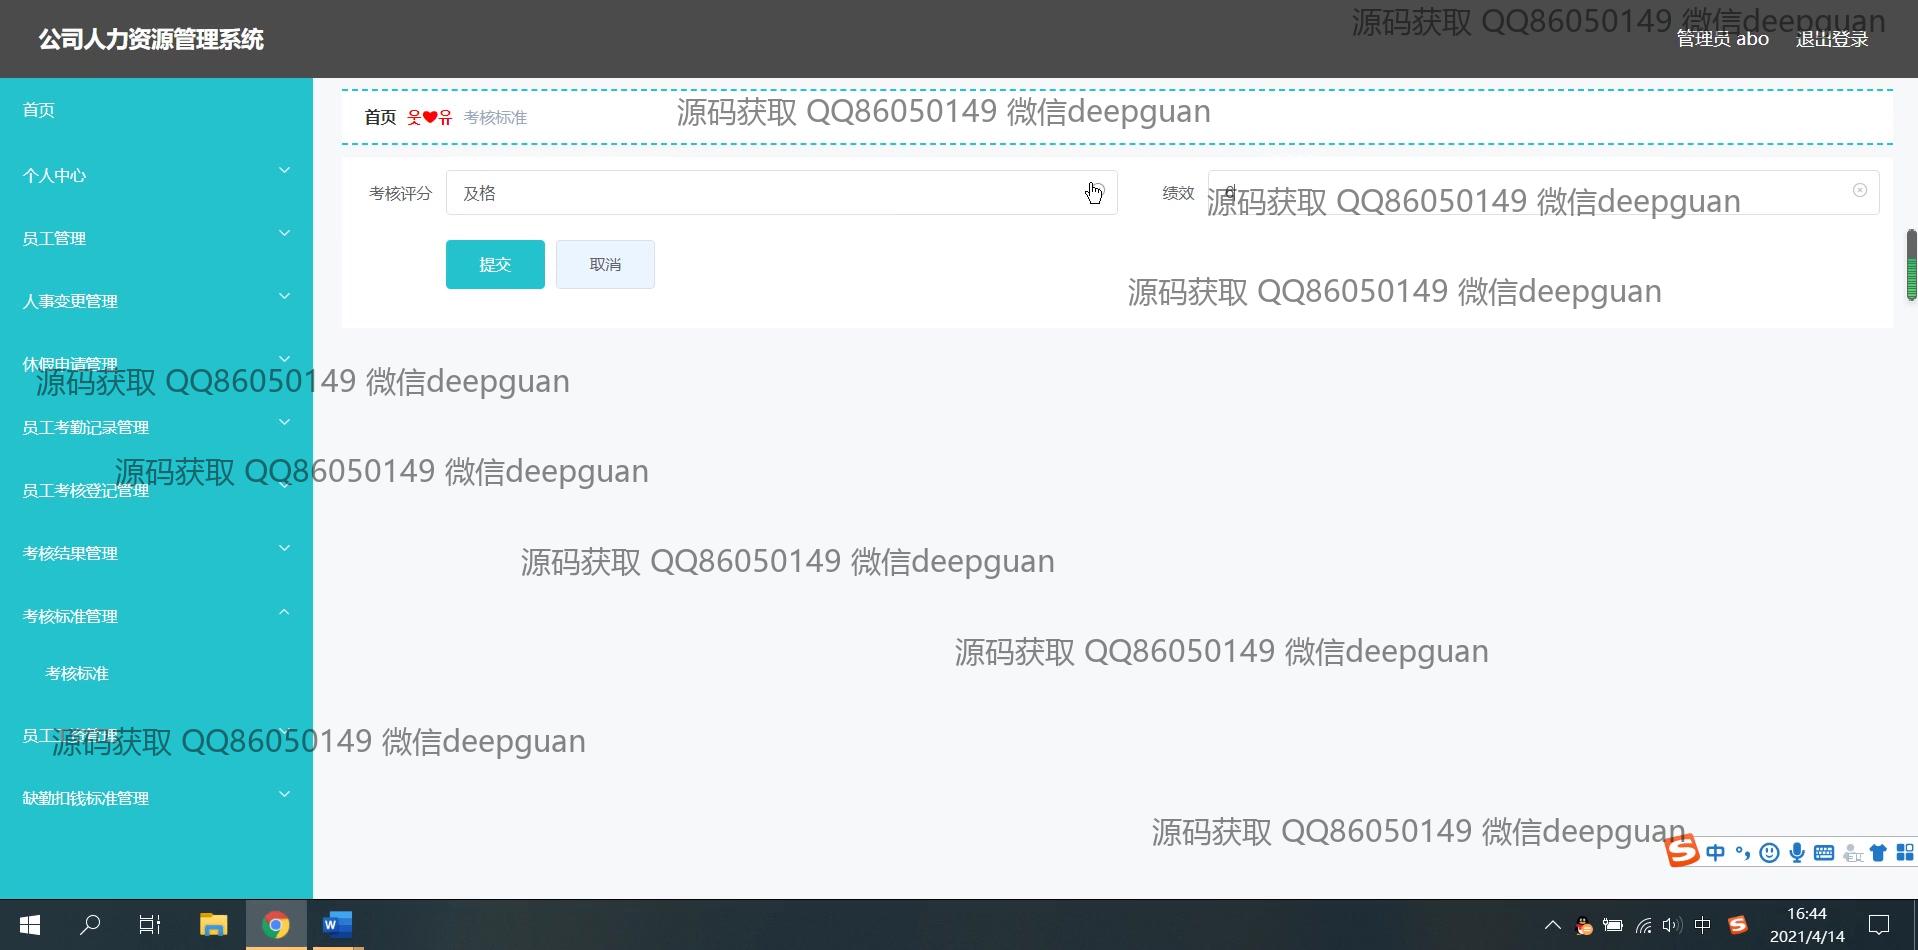 源码获取 QQ86050149 微信deepguan
公司人力资源管理系统
管理员 abo 退出登录
首页
首页 웃❤유 考核标准
源码获取 QQ86050149 微信deepguan
个人中心
考核评分 及格
绩效
源码获取 QQ86050149 微信deepguan
员工管理
提交 取消
人事变更管理
源码获取 QQ86050149 微信deepguan
休假申请管理
源码获取 QQ86050149 微信deepguan
员工考勤记录管理
源码获取 QQ86050149 微信deepguan
员工考核登记管理
考核结果管理
源码获取 QQ86050149 微信deepguan
考核标准管理
源码获取 QQ86050149 微信deepguan
考核标准
源码获取 QQ86050149 微信deepguan
缺勤扣钱标准管理
源码获取 QQ86050149 微信deepguan
中
中
16:44
2021/4/14